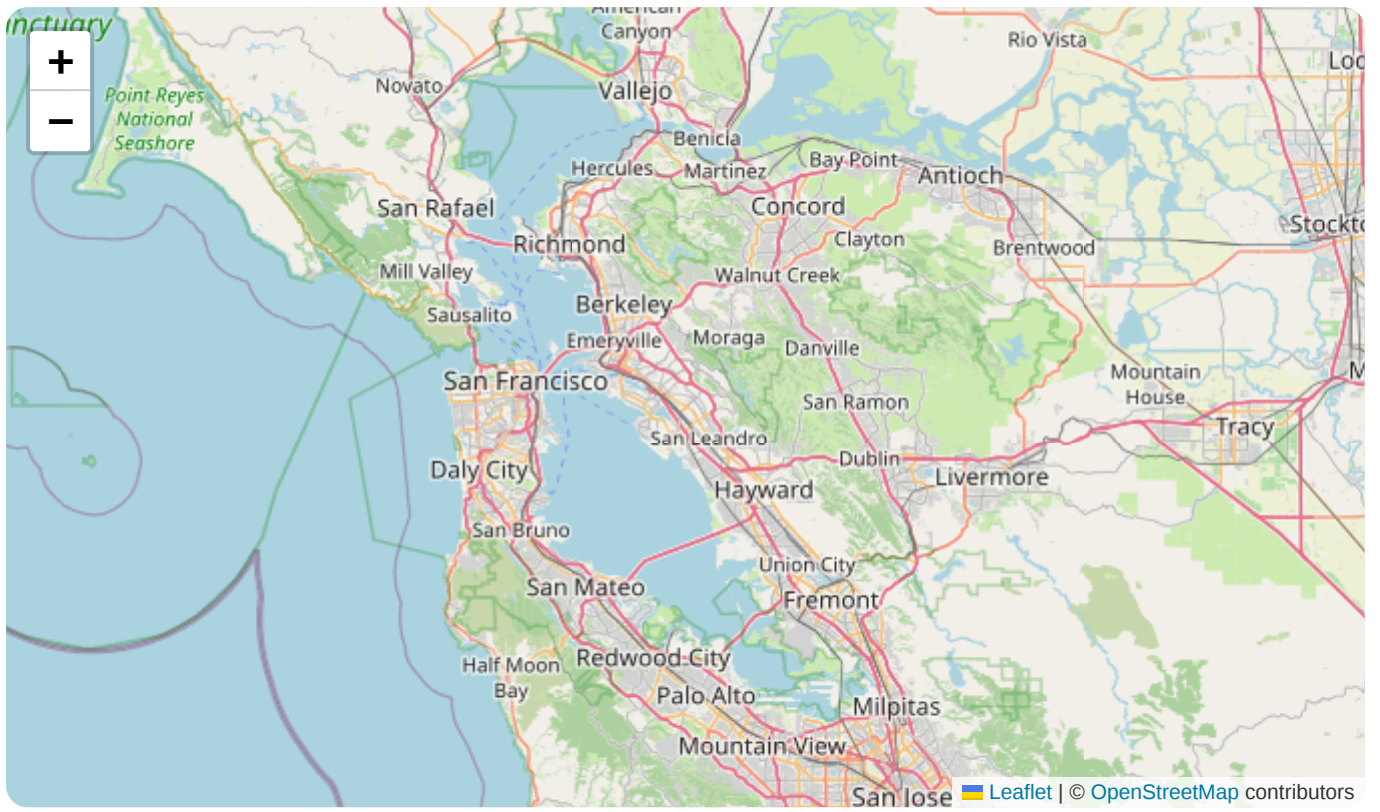 nctuary
American
Canyon
Rio Vista
+
Loc
Novato
Vallejo
Point Reyes
National
Seashore
−
Benicia
Hercules
Martinez
Bay Point
Antioch
San Rafael
Concord
Stockto
Richmond
Clayton
Brentwood
Mill Valley
Walnut Creek
Berkeley
Sausalito
Emeryville
Moraga
Danville
Mountain
House
M
San Francisco
San Ramon
Tracy
San Leandro
Dublin
Daly City
Livermore
Hayward
San Bruno
Union City
San Mateo
Fremont
Half Moon
Bay
Redwood City
Palo Alto
Milpitas
Mountain View
San Jose
Leaflet | © OpenStreetMap contributors